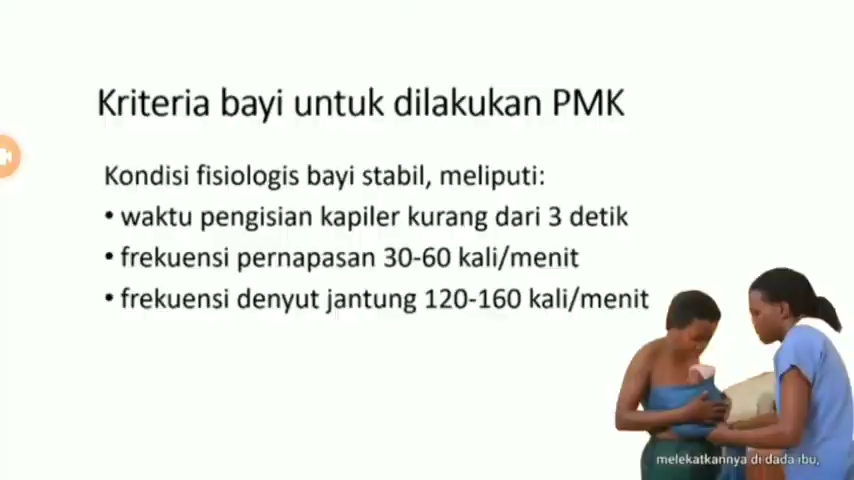 Kriteria bayi untuk dilakukan PMK
Kondisi fisiologis bayi stabil, meliputi:
• waktu pengisian kapiler kurang dari 3 detik
• frekuensi pernapasan 30-60 kali/menit
• frekuensi denyut jantung 120-160 kali/menit
melekatkannya di dada ibu,